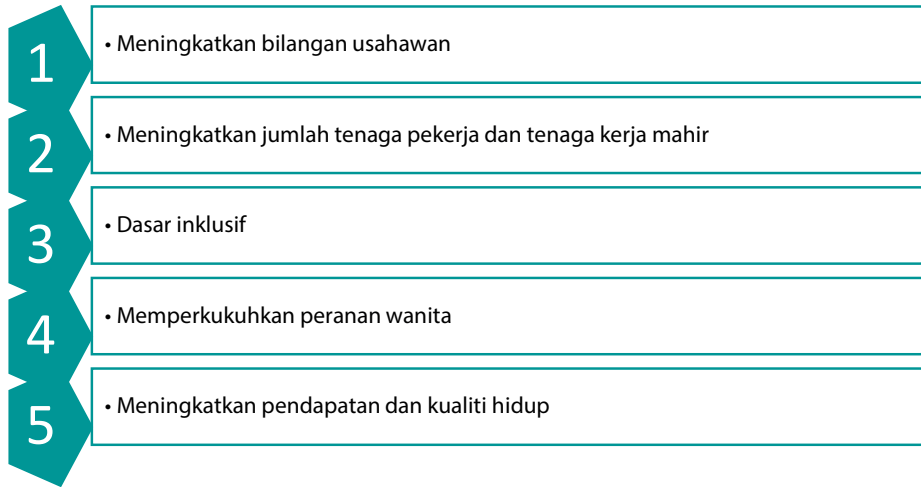 1
• Meningkatkan bilangan usahawan
2
• Meningkatkan jumlah tenaga pekerja dan tenaga kerja mahir
3
• Dasar inklusif
4
• Memperkukuhkan peranan wanita
5
• Meningkatkan pendapatan dan kualiti hidup